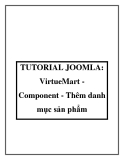 TUTORIAL JOOMLA:
VirtueMart -
Component - Thêm danh
mục sản phẩm